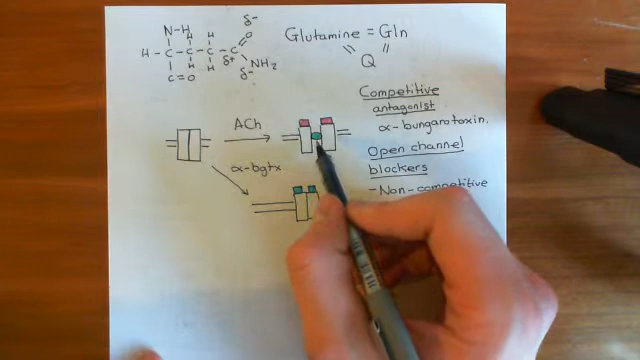 δ-
N-H O
H H
H - C - C - C - C
H H δ+ NH2
C=O δ-
Glutamine = Gln
Q
Competitive
antagonist
α-bungarotoxin.
Open channel
blockers
-Non-competitive
ACh
α-bgtx